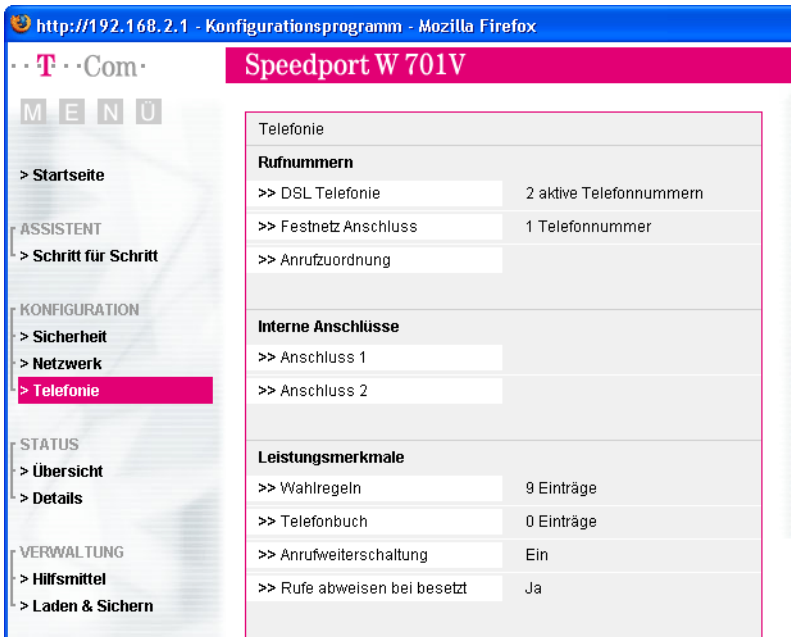 http://192.168.2.1 - Konfigurationsprogramm - Mozilla Firefox
··T··Com·
Speedport W 701V
MENÜ
> Startseite
ASSISTENT
> Schritt für Schritt
KONFIGURATION
> Sicherheit
> Netzwerk
> Telefonie
STATUS
> Übersicht
> Details
VERWALTUNG
> Hilfsmittel
> Laden & Sichern
Telefonie
Rufnummern
>> DSL Telefonie 2 aktive Telefonnummern
>> Festnetz Anschluss 1 Telefonnummer
>> Anrufzuordnung
Interne Anschlüsse
>> Anschluss 1
>> Anschluss 2
Leistungsmerkmale
>> Wahlregeln 9 Einträge
>> Telefonbuch 0 Einträge
>> Anrufweiterschaltung Ein
>> Rufe abweisen bei besetzt Ja